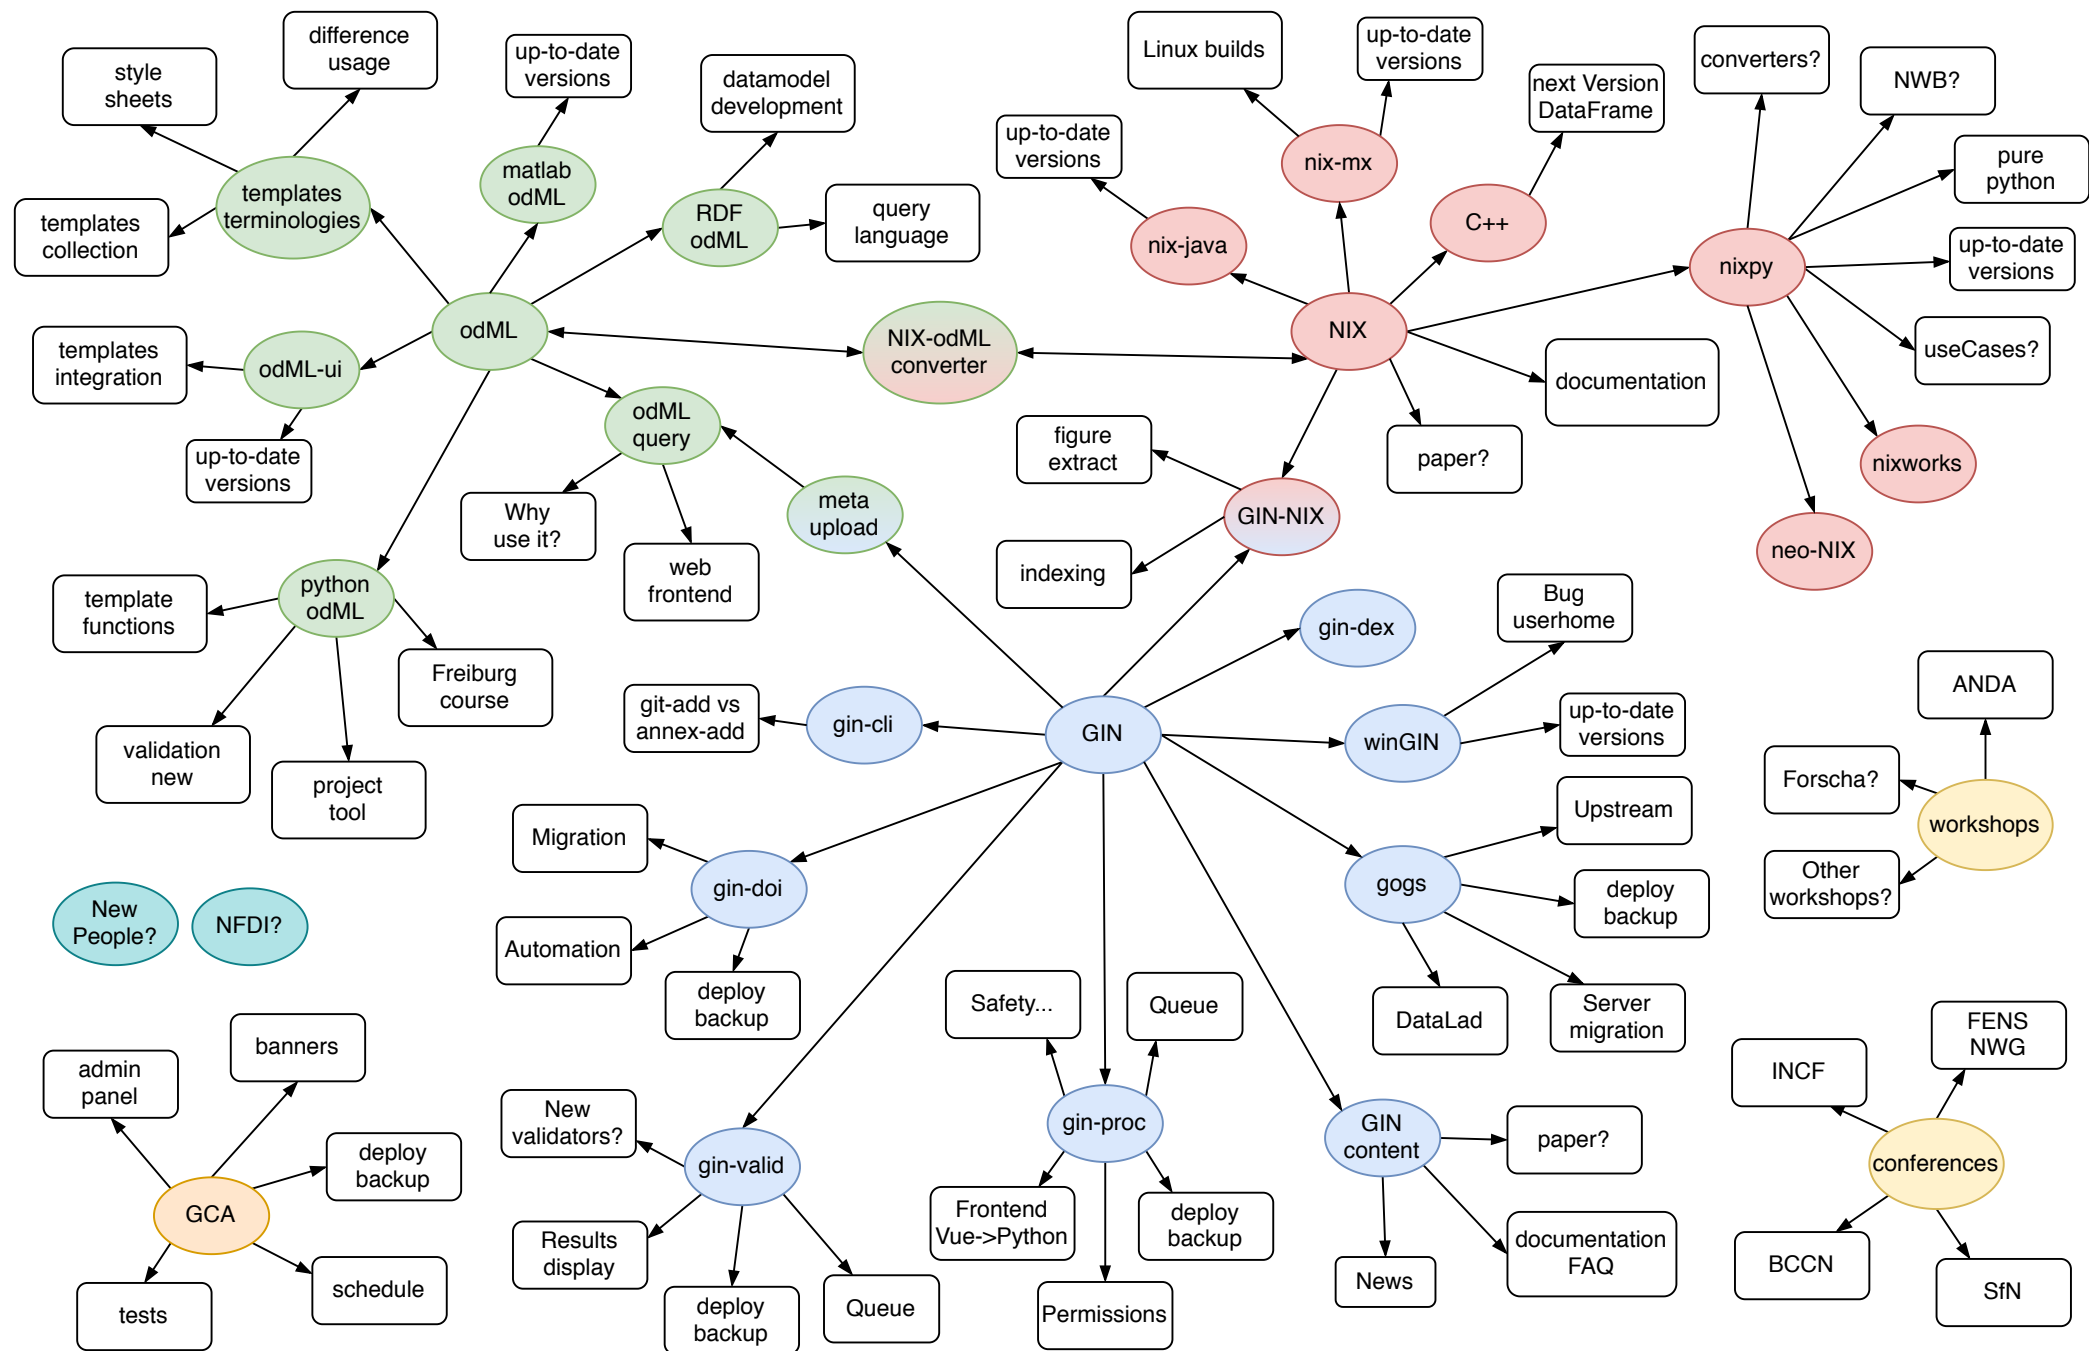 difference
usage
style
sheets
up-to-date
versions
datamodel
development
Linux builds
up-to-date
versions
converters?
NWB?
next Version
DataFrame
up-to-date
versions
nix-mx
pure
python
templates
terminologies
matlab
odML
RDF
odML
query
language
templates
collection
nix-java
C++
nixpy
up-to-date
versions
odML
NIX-odML
converter
NIX
useCases?
templates
integration
odML-ui
documentation
odML
query
figure
extract
paper?
nixworks
up-to-date
versions
Why
use it?
meta
upload
GIN-NIX
neo-NIX
web
frontend
indexing
python
odML
template
functions
Bug
userhome
gin-dex
Freiburg
course
ANDA
git-add vs
annex-add
gin-cli
GIN
winGIN
up-to-date
versions
validation
new
project
tool
Forscha?
workshops
Migration
Upstream
gin-doi
gogs
deploy
backup
Other
workshops?
New
People?
NFDI?
Automation
deploy
backup
Safety...
Queue
DataLad
Server
migration
FENS
NWG
INCF
banners
admin
panel
New
validators?
gin-proc
GIN
content
paper?
conferences
deploy
backup
gin-valid
GCA
Frontend
Vue->Python
deploy
backup
Results
display
documentation
FAQ
BCCN
SfN
News
schedule
tests
deploy
backup
Queue
Permissions